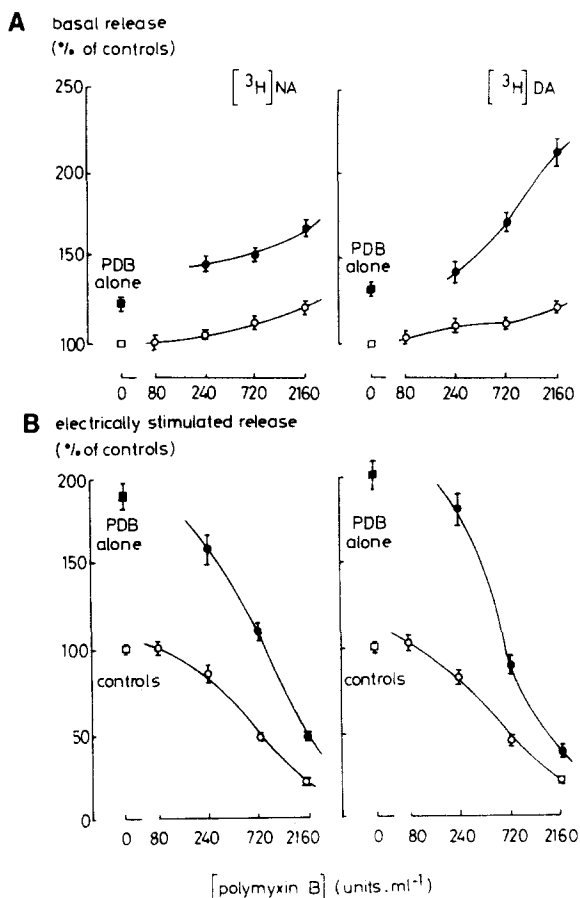 A basal release
(% of controls)
250
200
150
100
[³H]NA
[³H]DA
PDB
alone
PDB
alone
0 80 240 720 2160
0 80 240 720 2160
B electrically stimulated release
(% of controls)
200
150
100
50
0
PDB
alone
controls
PDB
alone
controls
0 80 240 720 2160
0 80 240 720 2160
[polymyxin B] (units.ml⁻¹)